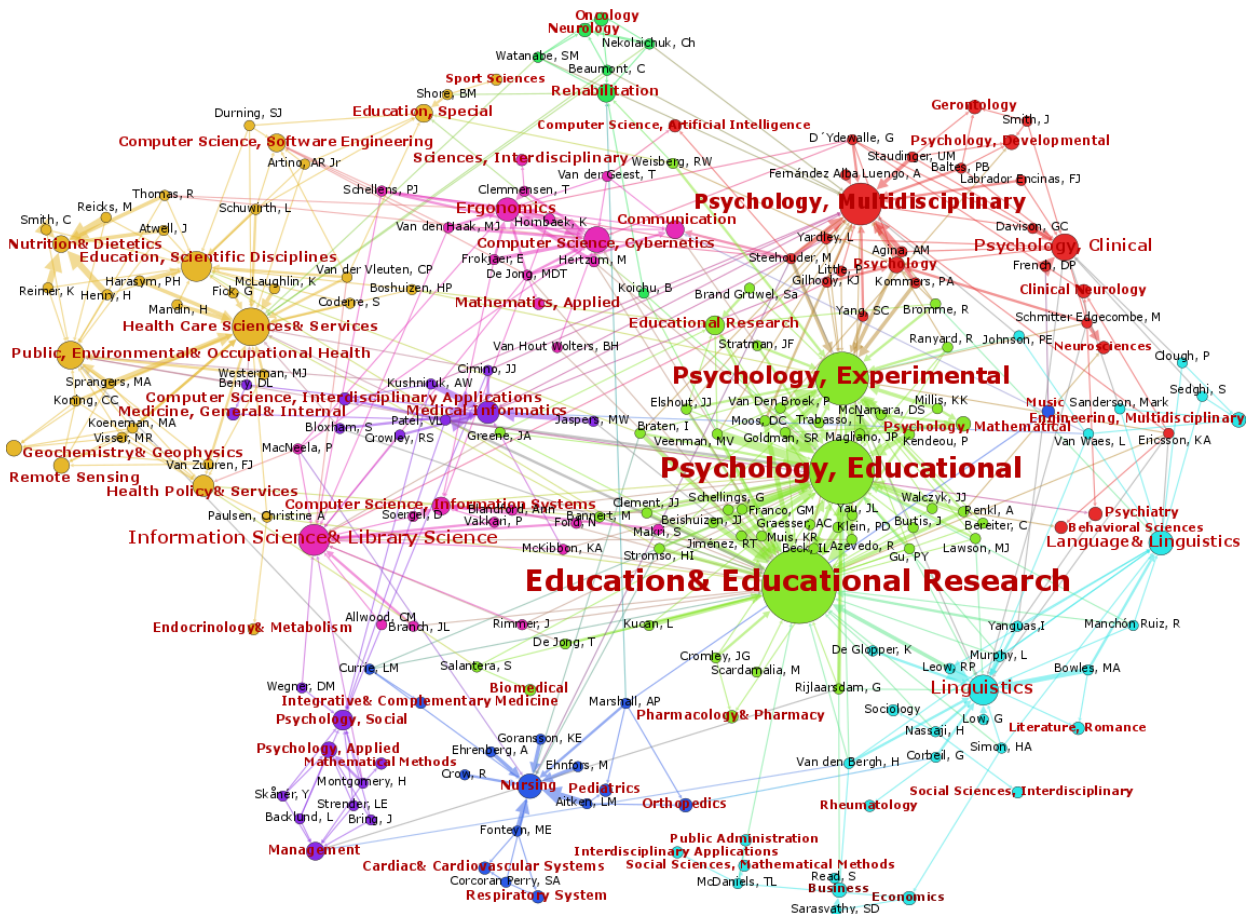 Oncology
Neurology
Nekolaichuk, Ch
Watanabe, SM
Beaumont, C
Rehabilitation
Sport Sciences
Shore, BM
Education, Special
Durning, SJ
Computer Science, Software Engineering
Artino, AR Jr
Computer Science, Artificial Intelligence
Gerontology
Smith, J
Psychology, Developmental
D´Ydewalle, G
Staudinger, UM
Baltes, PB
Labrador Encinas, FJ
Fernández Alba Luengo, A
Sciences, Interdisciplinary
Weisberg, RW
Van der Geest, T
Schellens, PJ
Clemmensen, T
Ergonomics
Hornbaek, K
Communication
Van den Haak, MJ
Computer Science, Cybernetics
Frokjaer, E
Hertzum, M
De Jong, MDT
Mathematics, Applied
Koichu, B
Van Hout Wolters, BH
Psychology, Multidisciplinary
Davison, GC
Psychology, Clinical
French, DP
Yardley, L
Agina, AM
Steehouder, M
Psychology
Little, P
Gilhooly, KJ
Kommers, PA
Yang, SC
Clinical Neurology
Schmitter Edgecombe, M
Neurosciences
Thomas, R
Reicks, M
Schuwirth, L
Smith, C
Atwell, J
Nutrition& Dietetics
Education, Scientific Disciplines
Van der Vleuten, CP
Harasym, PH
McLaughlin, K
Boshuizen, HP
Reimer, K
Henry, H
Fick, G
Mandin, H
Coderre, S
Health Care Sciences& Services
Public, Environmental& Occupational Health
Westerman, MJ
Sprangers, MA
Berry, DL
Koning, CC
Computer Science, Interdisciplinary Applications
Medicine, General& Internal
Koeneman, MA
Visser, MR
Geochemistry& Geophysics
Remote Sensing
Van Zuuren, FJ
Health Policy& Services
Paulsen, Christine A
Kushniruk, AW
Cimino, JJ
Medical Informatics
Bloxham, S
Patel, VL
Crowley, RS
Greene, JA
Jaspers, MW
MacNeela, P
Brand Gruwel, Sa
Educational Research
Stratman, JF
Bromme, R
Ranyard, R
Johnson, PE
Clough, P
Sedghi, S
Psychology, Experimental
Elshout, JJ
Van Den Broek, P
Millis, KK
Moos, DC
Trabasso, T
McNamara, DS
Braten, I
Psychology, Mathematical
Veenman, MV
Goldman, SR
Magliano, JP
Kendeou, P
Music
Sanderson, Mark
Engineering, Multidisciplinary
Van Waes, L
Ericsson, KA
Psychology, Educational
Schellings, G
Walczyk, JJ
Clement, JJ
Franco, GM
Yau, JL
Renkl, A
Bannert, M
Beishuizen, JJ
Graesser, AC
Klein, PD
Burtis, J
Bereiter, C
Muis, KR
Jiménez, RT
Beck, IL
Azevedo, R
Gu, PY
Lawson, MJ
Stromso, HI
Malin, S
Psychiatry
Behavioral Sciences
Language& Linguistics
Computer Science, Information Systems
Soergel, D
Blandford, Ann
Vakkari, P
Ford, N
McKibbon, KA
Information Science& Library Science
Education& Educational Research
Endocrinology& Metabolism
Allwood, CM
Branch, JL
Rimmer, J
Kucan, L
De Jong, T
Salantera, S
Biomedical
Currie, LM
Wegner, DM
Integrative& Complementary Medicine
Psychology, Social
Psychology, Applied
Mathematical Methods
Montgomery, H
Skåner, Y
Strender, LE
Backlund, L
Bring, J
Management
Cromley, JG
Scardamalia, M
Marshall, AP
Pharmacology& Pharmacy
Rijlaarsdam, G
Goransson, KE
Ehrenberg, A
Ehnfors, M
Crow, R
Nursing
Pediatrics
Aitken, LM
Orthopedics
Fonteyn, ME
Cardiac& Cardiovascular Systems
Corcoran Perry, SA
Respiratory System
Yanguas,I
Manchón Ruiz, R
De Glopper, K
Murphy, L
Leow, RP
Bowles, MA
Linguistics
Sociology
Low, G
Nassaji, H
Literature, Romance
Simon, HA
Corbeil, G
Van den Bergh, H
Social Sciences, Interdisciplinary
Rheumatology
Public Administration
Interdisciplinary Applications
Social Sciences, Mathematical Methods
McDaniels, TL
Read, S
Business
Economics
Sarasvathy, SD